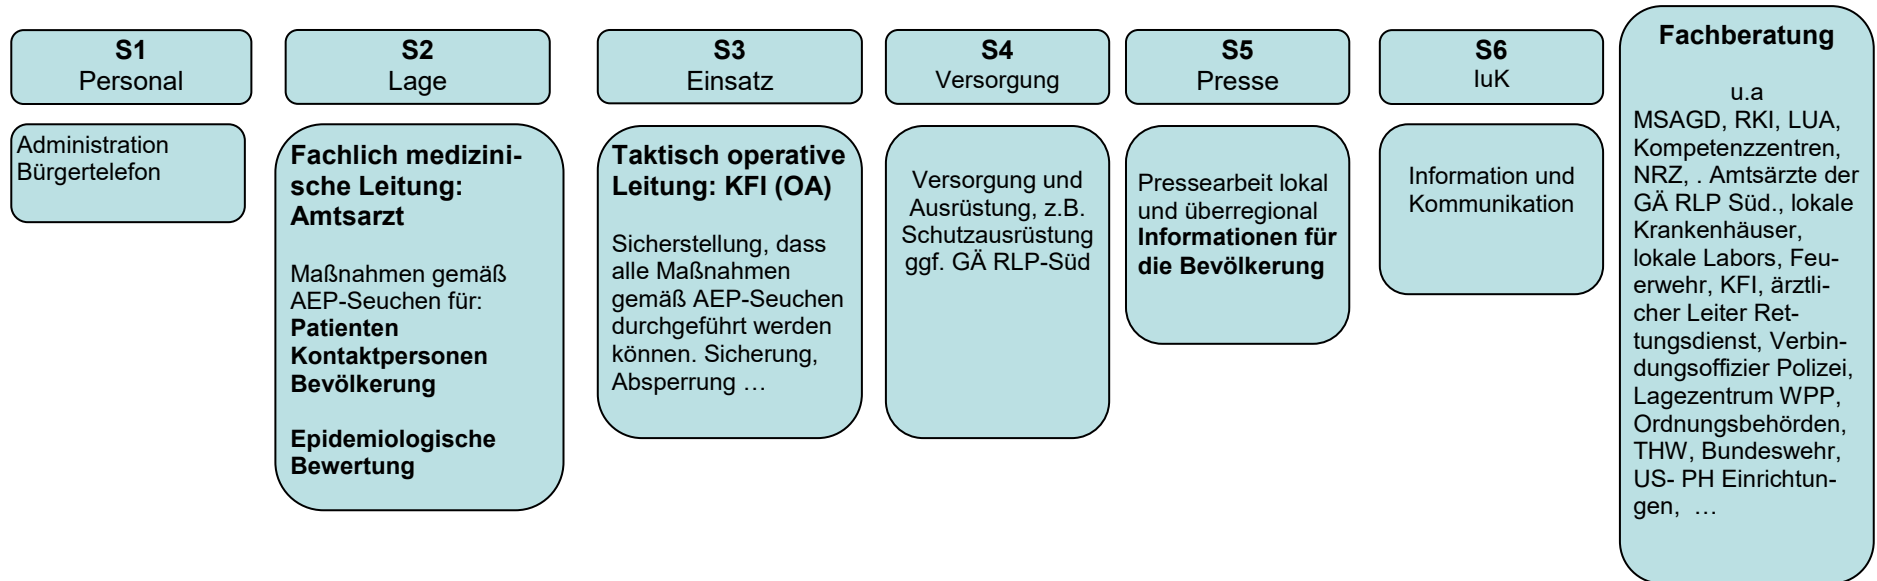 S1
Personal
Administration
Bürgertelefon
S2
Lage
Fachlich medizini-
sche Leitung:
Amtsarzt
Maßnahmen gemäß
AEP-Seuchen für:
Patienten
Kontaktpersonen
Bevölkerung
Epidemiologische
Bewertung
S3
Einsatz
Taktisch operative
Leitung: KFI (OA)
Sicherstellung, dass
alle Maßnahmen
gemäß AEP-Seuchen
durchgeführt werden
können. Sicherung,
Absperrung …
S4
Versorgung
Versorgung und
Ausrüstung, z.B.
Schutzausrüstung
ggf. GÄ RLP-Süd
S5
Presse
Pressearbeit lokal
und überregional
Informationen für
die Bevölkerung
S6
IuK
Information und
Kommunikation
Fachberatung
u.a
MSAGD, RKI, LUA,
Kompetenzzentren,
NRZ, . Amtsärzte der
GÄ RLP Süd., lokale
Krankenhäuser,
lokale Labors, Feu-
erwehr, KFI, ärztli-
cher Leiter Ret-
tungsdienst, Verbin-
dungsoffizier Polizei,
Lagezentrum WPP,
Ordnungsbehörden,
THW, Bundeswehr,
US- PH Einrichtun-
gen, …